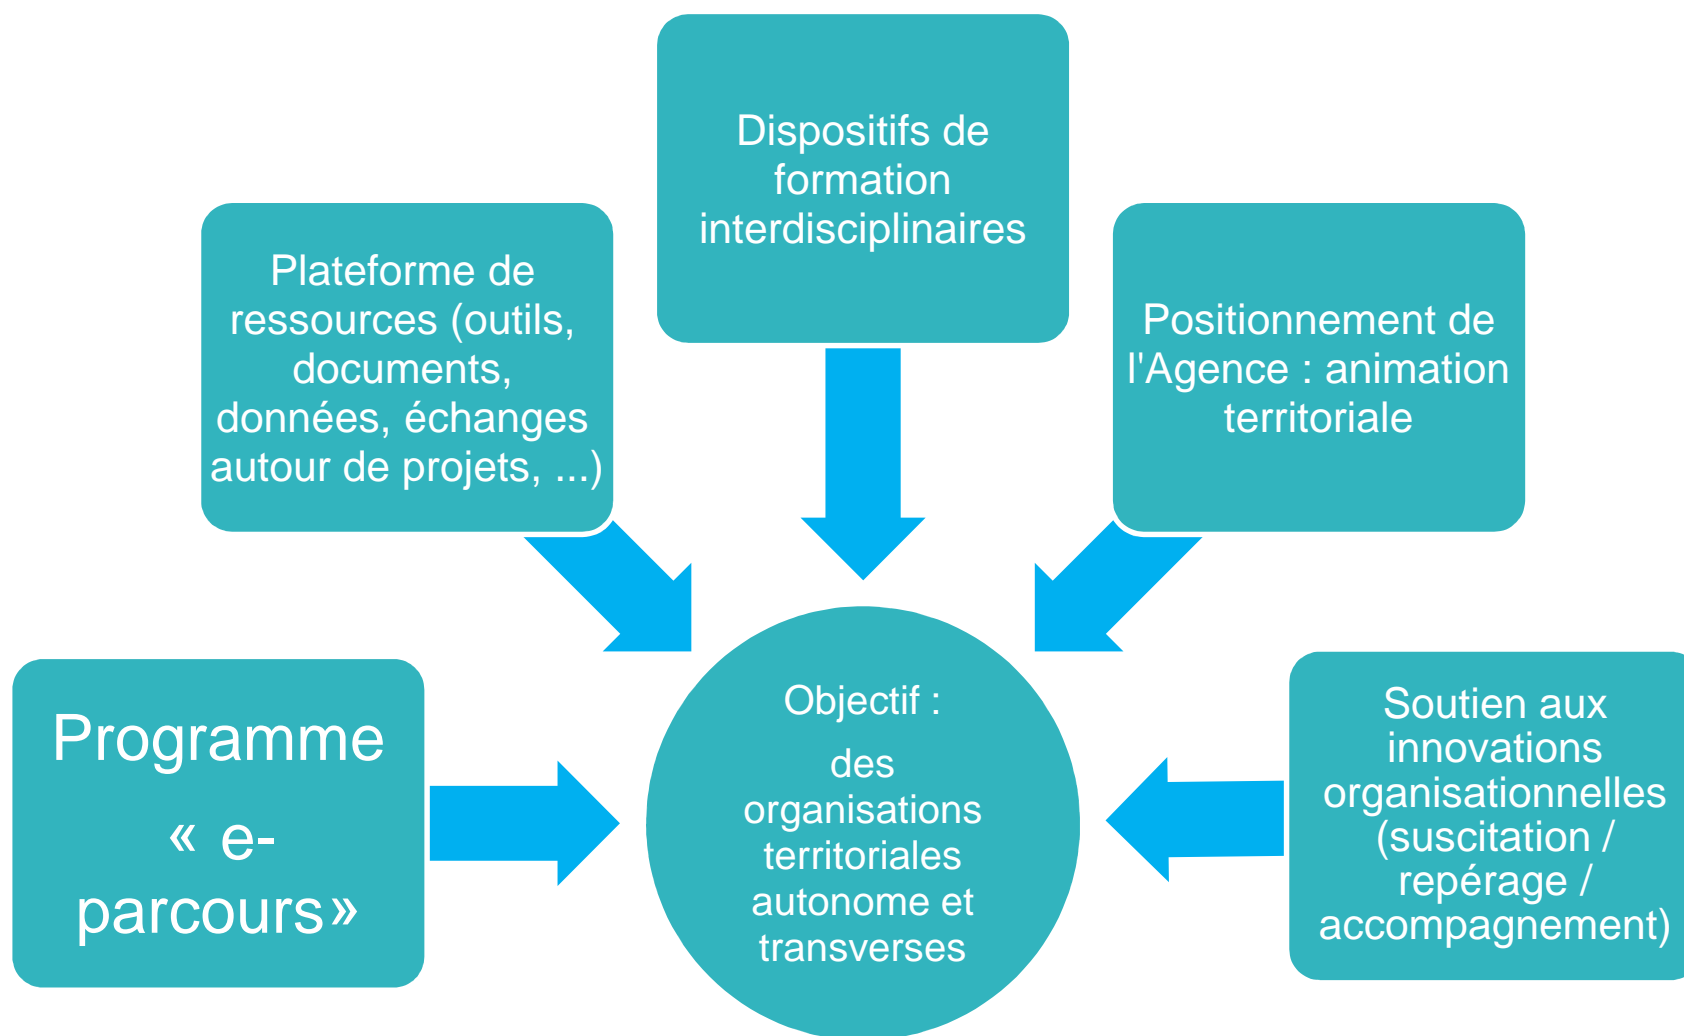 Dispositifs de
formation
interdisciplinaires
Plateforme de
ressources (outils,
documents,
données, échanges
autour de projets, ...)
Positionnement de
l'Agence : animation
territoriale
Programme
« e-
parcours»
Objectif :
des
organisations
territoriales
autonome et
transverses
Soutien aux
innovations
organisationnelles
(suscitation /
repérage /
accompagnement)